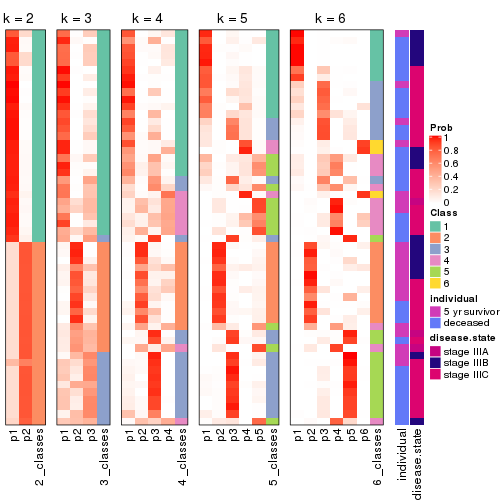 k = 2
k = 3
k = 4
k = 5
k = 6
p1
p2
2_classes
p1
p2
p3
3_classes
p1
p2
p3
p4
4_classes
p1
p2
p3
p4
p5
5_classes
p1
p2
p3
p4
p5
p6
6_classes
individual
disease.state
Prob
1
0.8
0.6
0.4
0.2
0
Class
1
2
3
4
5
6
individual
5 yr survivor
deceased
disease.state
stage IIIA
stage IIIB
stage IIIC